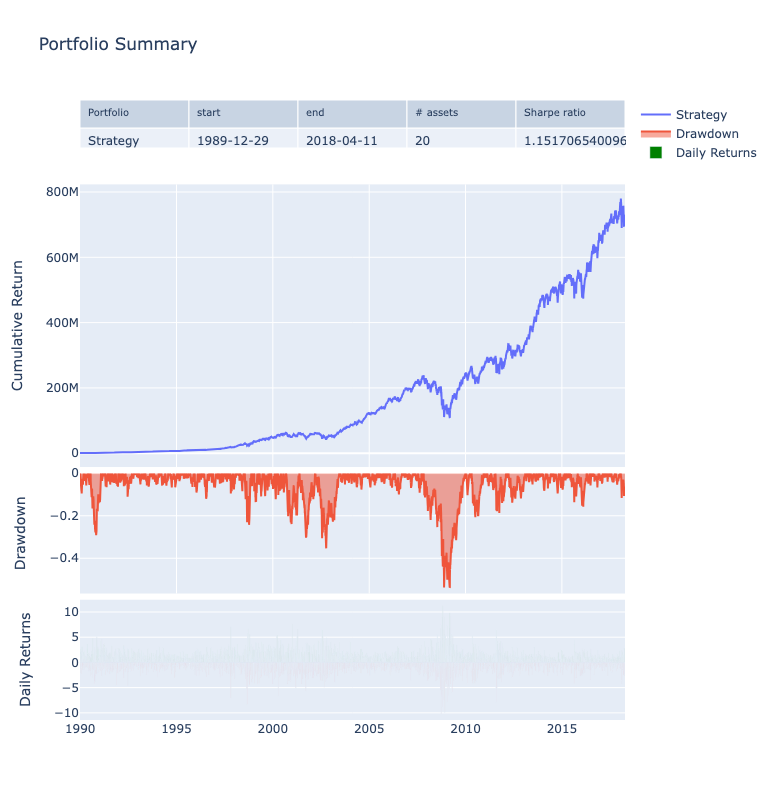 Portfolio Summary
Portfolio start end # assets Sharpe ratio
Strategy 1989-12-29 2018-04-11 20 1.151706540096
Strategy
Drawdown
Daily Returns
Cumulative Return
800M
600M
400M
200M
0
Drawdown
0
−0.2
−0.4
Daily Returns
10
5
0
−5
−10
1990 1995 2000 2005 2010 2015